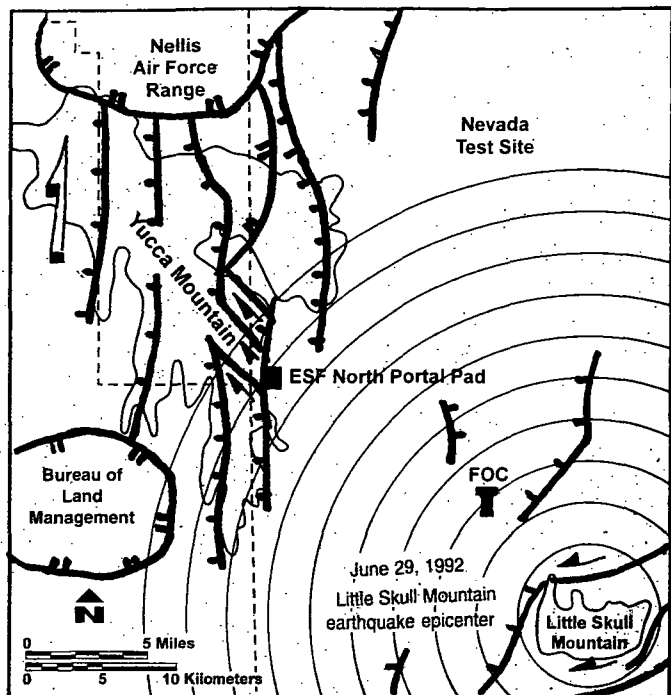 Nellis
Air Force
Range
Nevada
Test Site
Yucca Mountain
ESF North Portal Pad
Bureau of
Land
Management
FOC
June 29, 1992
Little Skull Mountain
earthquake epicenter
Little Skull
Mountain
N
0 5 Miles
0 5 10 Kilometers